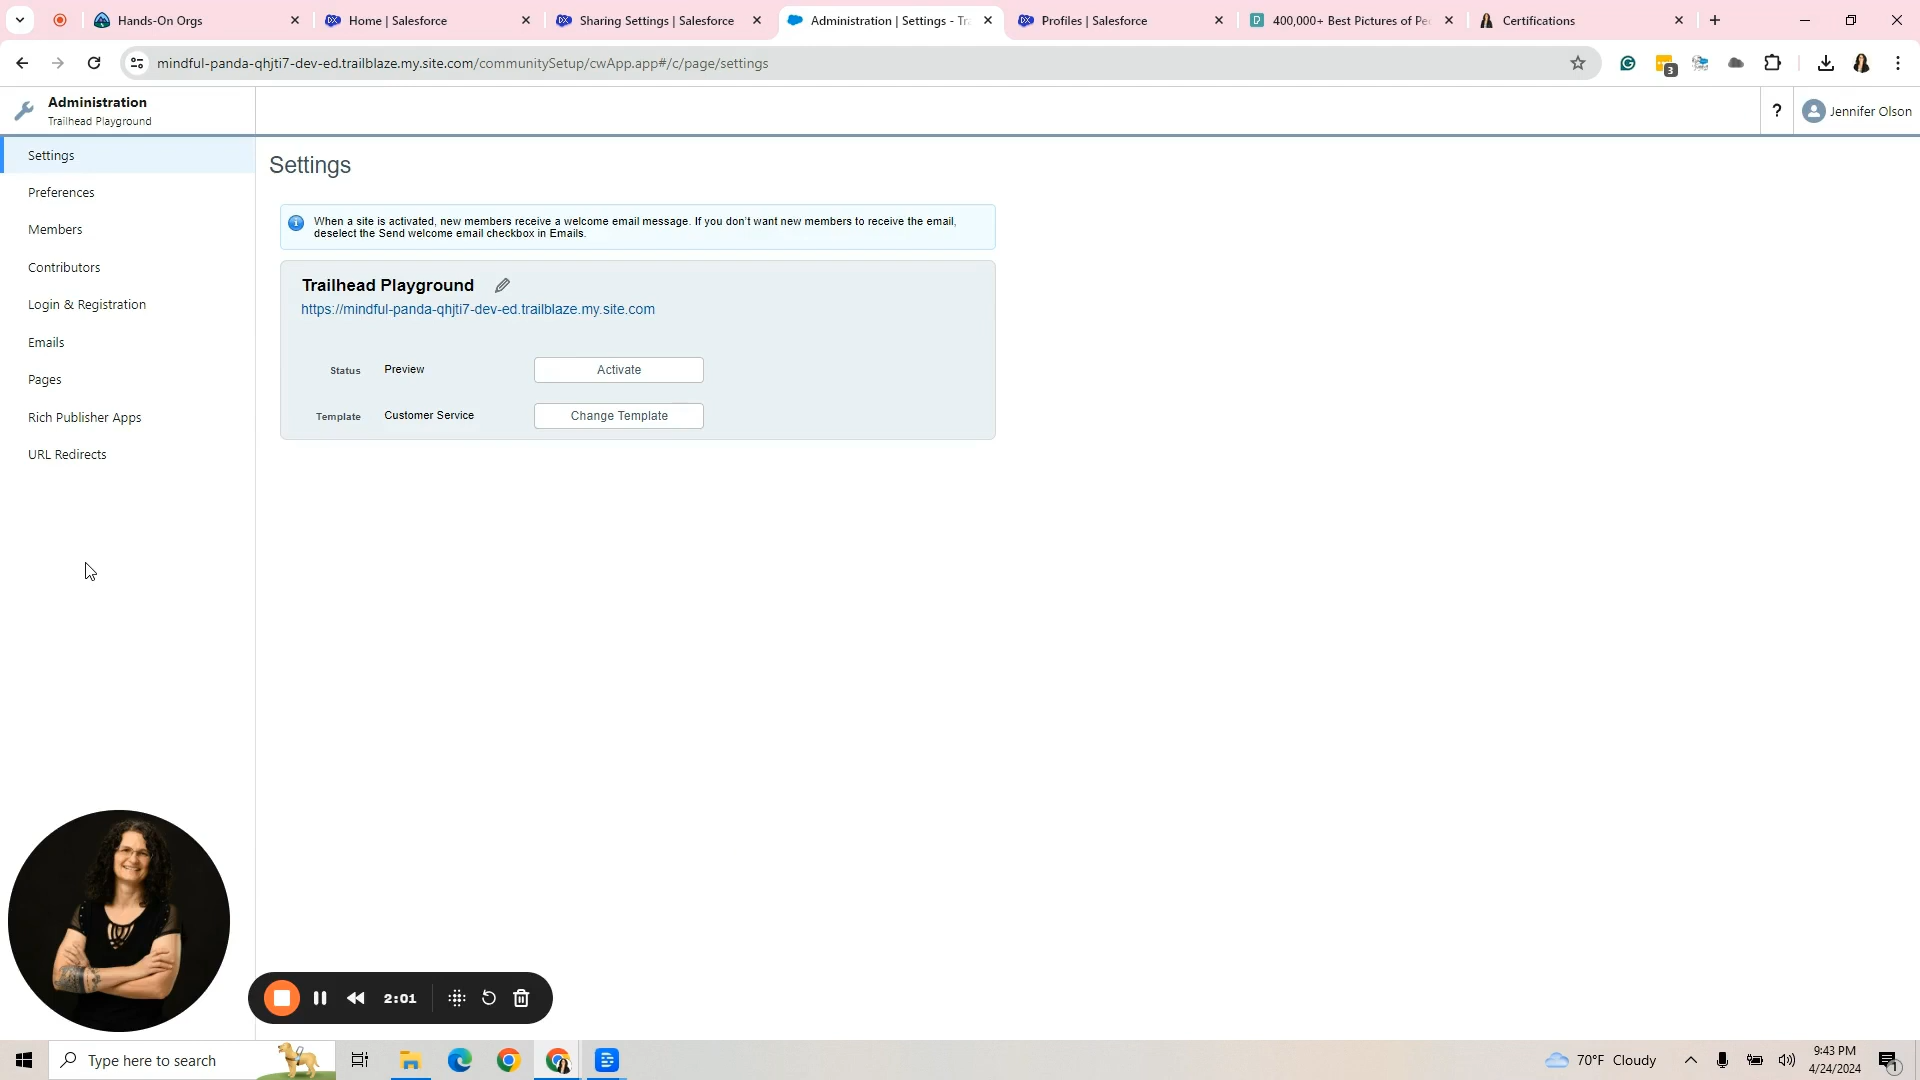 Hands-On Orgs
Home | Salesforce
Sharing Settings | Salesforce
Administration | Settings - Tra
Profiles | Salesforce
400,000+ Best Pictures of Pe
Certifications
mindful-panda-qhjti7-dev-ed.trailblaze.my.site.com/communitySetup/cwApp.app#/c/page/settings
3
Administration
Trailhead Playground
?
Jennifer Olson
Settings
Preferences
Members
Contributors
Login & Registration
Emails
Pages
Rich Publisher Apps
URL Redirects
Settings
When a site is activated, new members receive a welcome email message. If you don't want new members to receive the email,
deselect the Send welcome email checkbox in Emails.
Trailhead Playground
https://mindful-panda-qhjti7-dev-ed.trailblaze.my.site.com
Status Preview Activate
Template Customer Service Change Template
2:01
Type here to search
70°F Cloudy
9:43 PM
4/24/2024
1